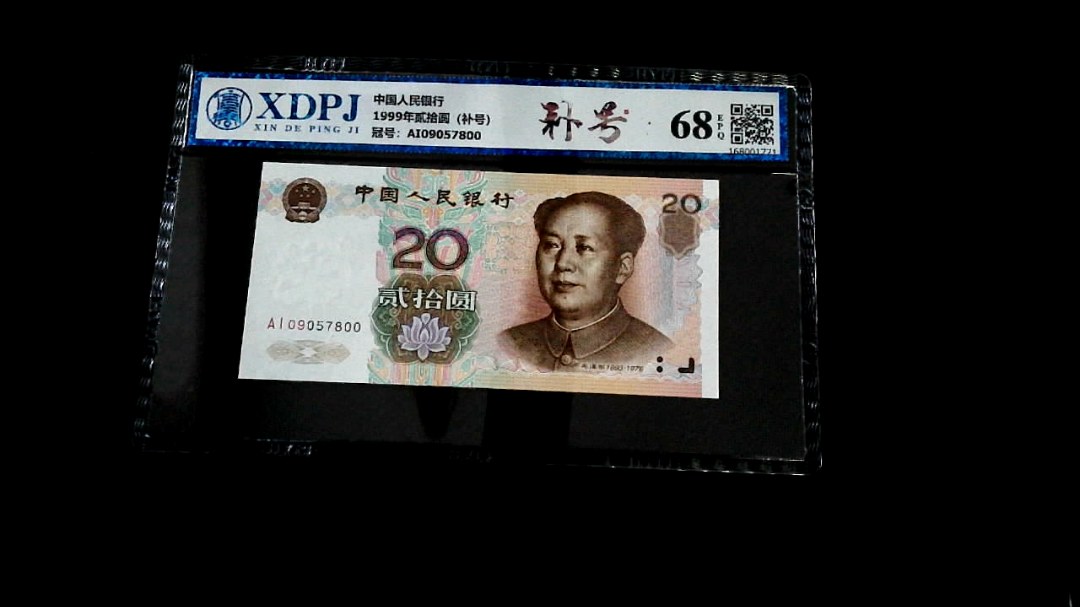 XDPJ
XIN DE PING JI
中国人民银行
1999年贰拾圆（补号）
冠号：AI09057800
补号
68
EPQ
168001771
中国人民银行
20
20
贰拾圆
AI09057800